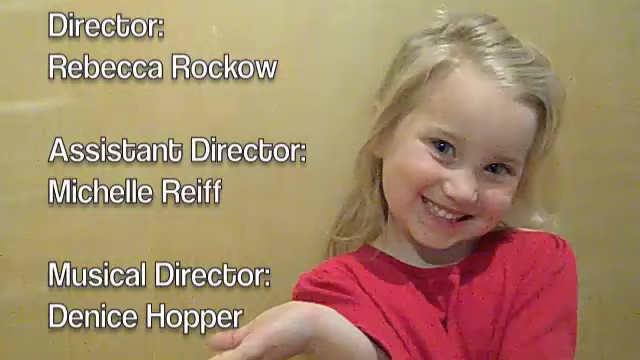 Director:
Rebecca Rockow
Assistant Director:
Michelle Reiff
Musical Director:
Denice Hopper